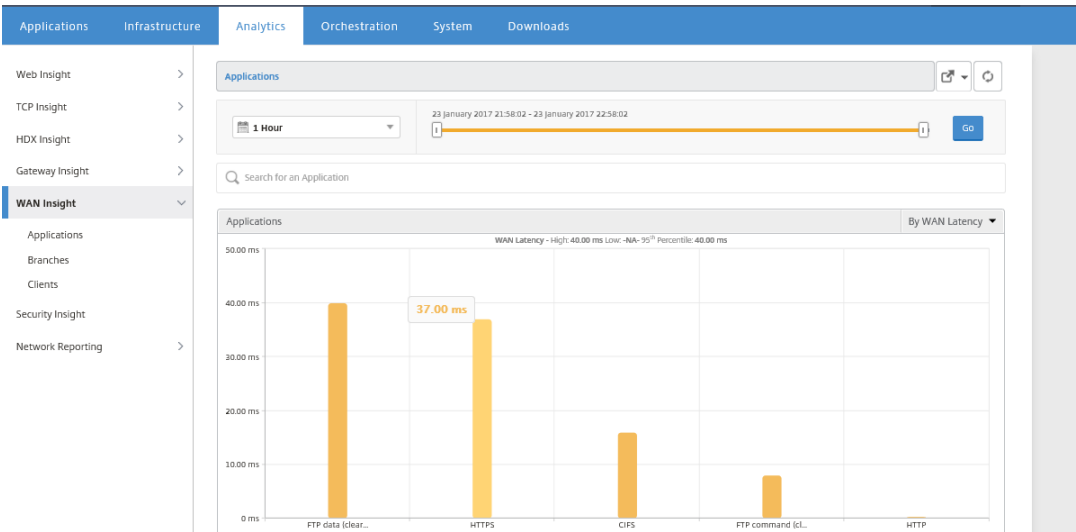 Applications Infrastructure Analytics Orchestration System Downloads
Web Insight
TCP Insight
HDX Insight
Gateway Insight
WAN Insight
Applications
Branches
Clients
Security Insight
Network Reporting
Applications
1 Hour
23 January 2017 21:58:02 - 23 January 2017 22:58:02
Go
Search for an Application
Applications By WAN Latency
WAN Latency - High: 40.00 ms Low: -NA- 95th Percentile: 40.00 ms
50.00 ms
40.00 ms
37.00 ms
30.00 ms
20.00 ms
10.00 ms
0 ms
FTP data (clear... HTTPS CIFS FTP command (cl... HTTP